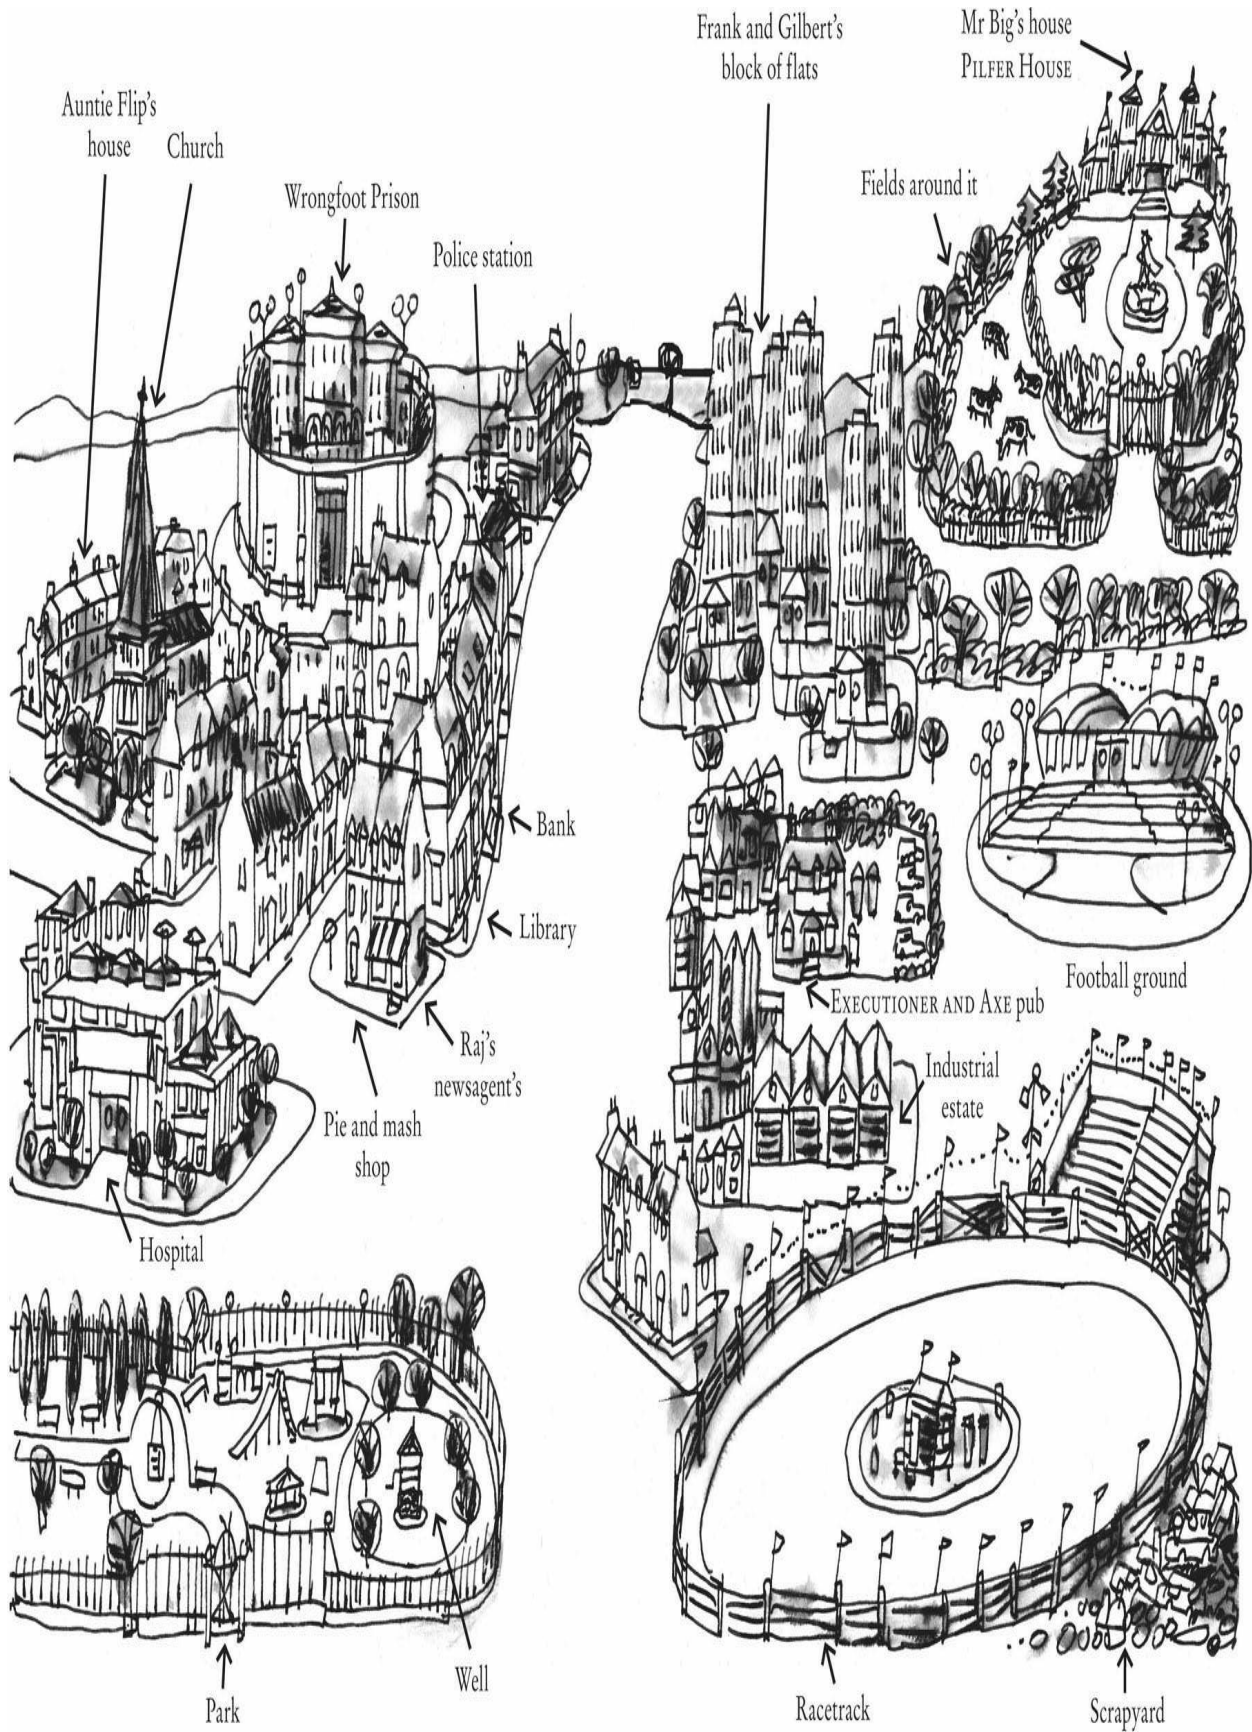 Frank and Gilbert's
block of flats
Mr Big's house
PILFER HOUSE
Auntie Flip's
house
Church
Wrongfoot Prison
Fields around it
Police station
Bank
Library
Football ground
EXECUTIONER AND AXE pub
Raj's
newsagent's
Industrial
estate
Pie and mash
shop
Hospital
Well
Park
Racetrack
Scrapyard